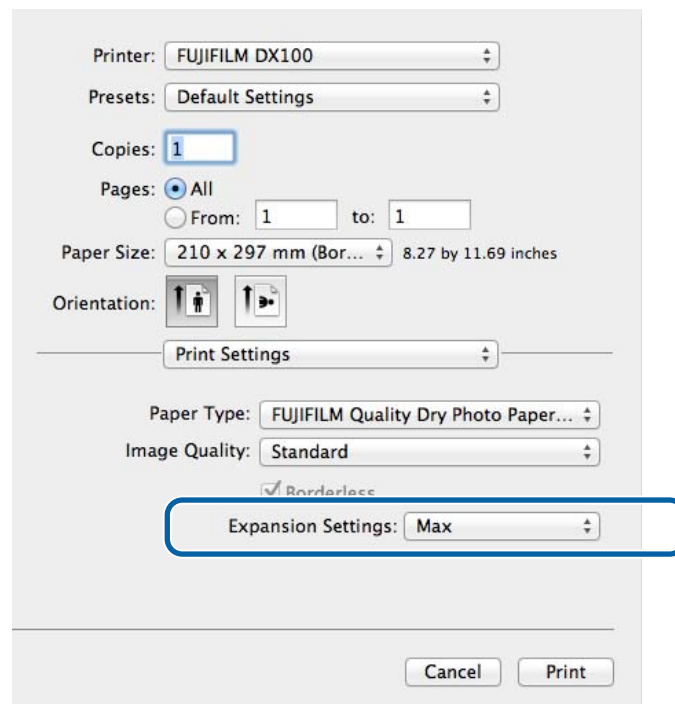 Printer: FUJIFILM DX100
Presets: Default Settings
Copies: 1
Pages: All
From: 1 to: 1
Paper Size: 210 x 297 mm (Bor... 8.27 by 11.69 inches
Orientation:
Print Settings
Paper Type: FUJIFILM Quality Dry Photo Paper...
Image Quality: Standard
Borderless
Expansion Settings: Max
Cancel Print